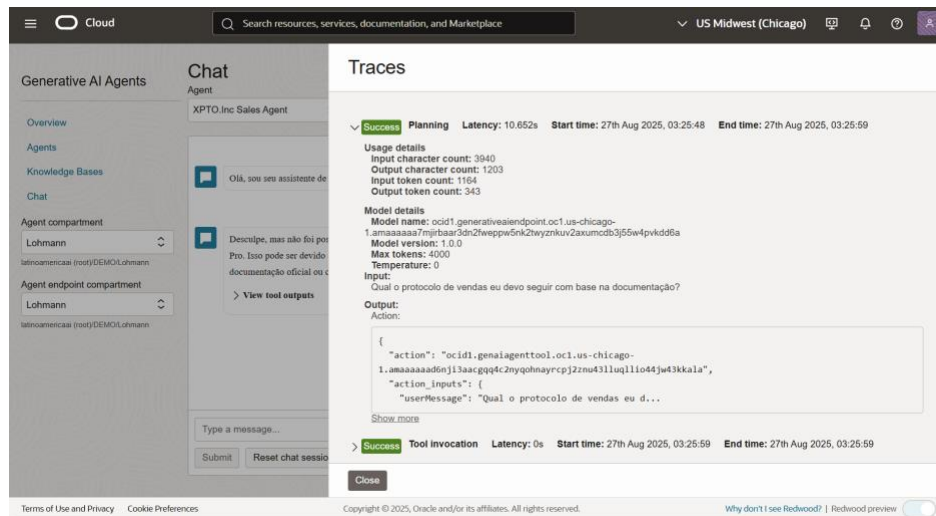 Cloud
Search resources, services, documentation, and Marketplace
US Midwest (Chicago)
Generative AI Agents
Overview
Agents
Knowledge Bases
Chat
Agent compartment
Lohmann
latinoamericaai (root)/DEMO/Lohmann
Agent endpoint compartment
Lohmann
latinoamericaai (root)/DEMO/Lohmann
Chat
Agent
XPTO.Inc Sales Agent
Olá, sou seu assistente de
Desculpe, mas não foi pos
Pro. Isso pode ser devido
documentação oficial ou c
View tool outputs
Type a message...
Submit
Reset chat sessio
Traces
Success Planning Latency: 10.652s Start time: 27th Aug 2025, 03:25:48 End time: 27th Aug 2025, 03:25:59
Usage details
Input character count: 3940
Output character count: 1203
Input token count: 1164
Output token count: 343
Model details
Model name: ocid1.generativeaiendpoint.oc1.us-chicago-
1.amaaaaaa7mjirbaar3dn2fweppw5nk2twyznkuv2axumcdb3j55w4pvkdd6a
Model version: 1.0.0
Max tokens: 4000
Temperature: 0
Input:
Qual o protocolo de vendas eu devo seguir com base na documentação?
Output:
Action:
{
"action": "ocid1.genaiagenttool.oc1.us-chicago-
1.amaaaaaad6nji3aacgqq4c2nyqohnayrcpj2znu43lluqllio44jw43kkala",
"action_inputs": {
"userMessage": "Qual o protocolo de vendas eu d...
Show more
Success Tool invocation Latency: 0s Start time: 27th Aug 2025, 03:25:59 End time: 27th Aug 2025, 03:25:59
Close
Terms of Use and Privacy Cookie Preferences
Copyright © 2025, Oracle and/or its affiliates. All rights reserved.
Why don't I see Redwood? | Redwood preview